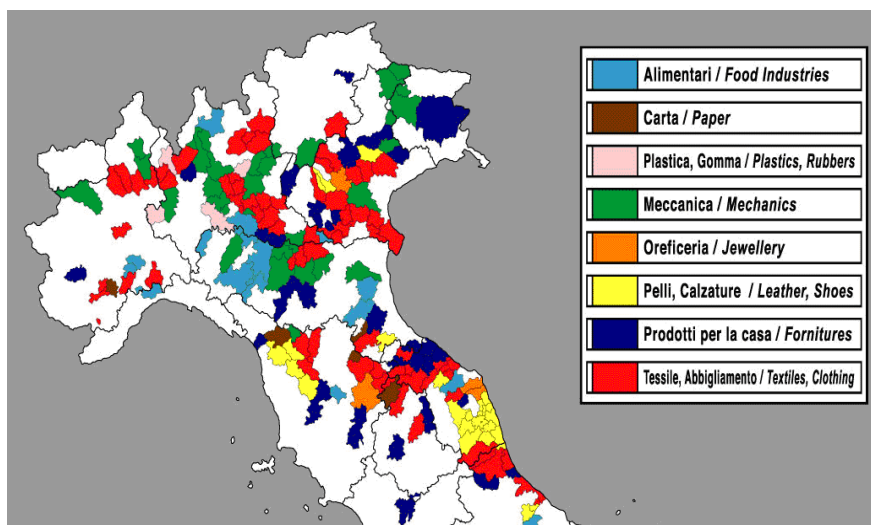 Alimentari / Food Industries
Carta / Paper
Plastica, Gomma / Plastics, Rubbers
Meccanica / Mechanics
Oreficeria / Jewellery
Pelli, Calzature / Leather, Shoes
Prodotti per la casa / Fornitures
Tessile, Abbigliamento / Textiles, Clothing